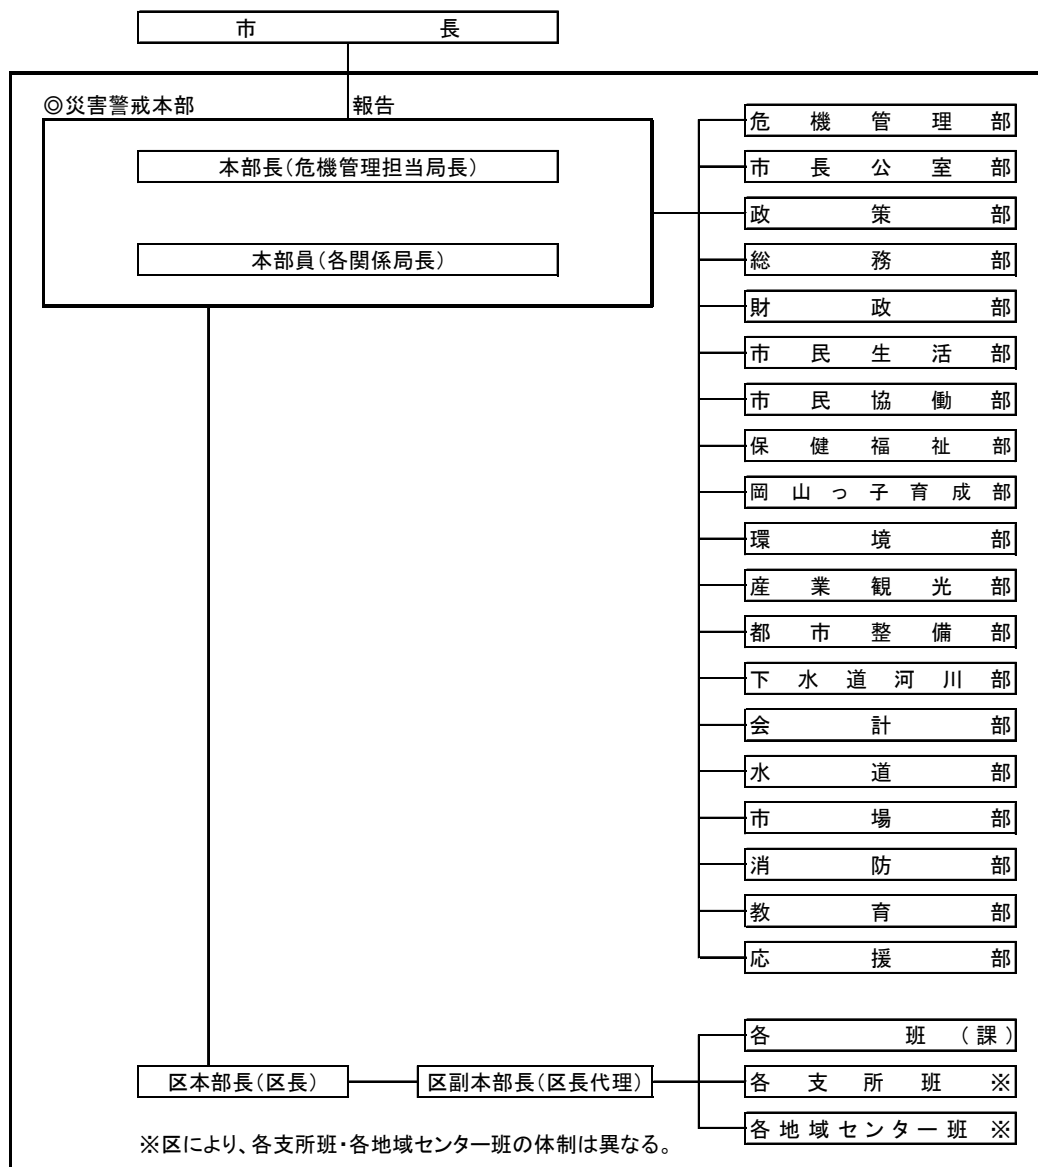 市長
◎災害警戒本部
報告
本部長(危機管理担当局長)
本部員(各関係局長)
危機管理部
市長公室部
政策部
総務部
財政部
市民生活部
市民協働部
保健福祉部
岡山っ子育成部
環境部
産業観光部
都市整備部
下水道河川部
会計部
水道部
市場部
消防部
教育部
応援部
区本部長(区長)
区副本部長(区長代理)
各班(課)
各支所班※
各地域センター班※
※区により、各支所班・各地域センター班の体制は異なる。